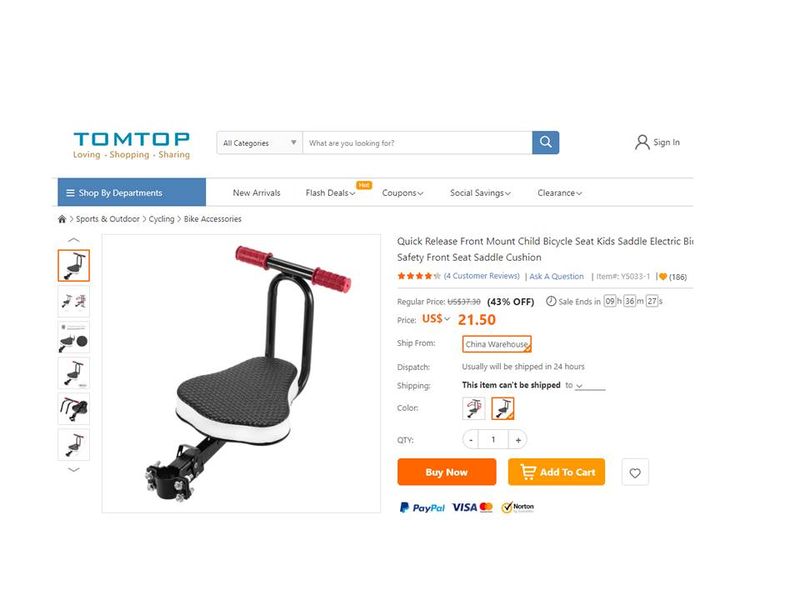 TOMTOP
Loving - Shopping - Sharing
All Categories
What are you looking for?
Sign In
Shop By Departments
New Arrivals
Flash Deals
Hot
Coupons
Social Savings
Clearance
Sports & Outdoor > Cycling > Bike Accessories
Quick Release Front Mount Child Bicycle Seat Kids Saddle Electric Bi
Safety Front Seat Saddle Cushion
(4 Customer Reviews) | Ask A Question | Item#: Y5033-1 | (186)
Regular Price: US$37.30 (43% OFF) Sale Ends in 09h 36m 27s
Price: US$ 21.50
Ship From: China Warehouse
Dispatch: Usually will be shipped in 24 hours
Shipping: This item can't be shipped to
Color:
QTY: - 1 +
Buy Now
Add To Cart
PayPal VISA Norton